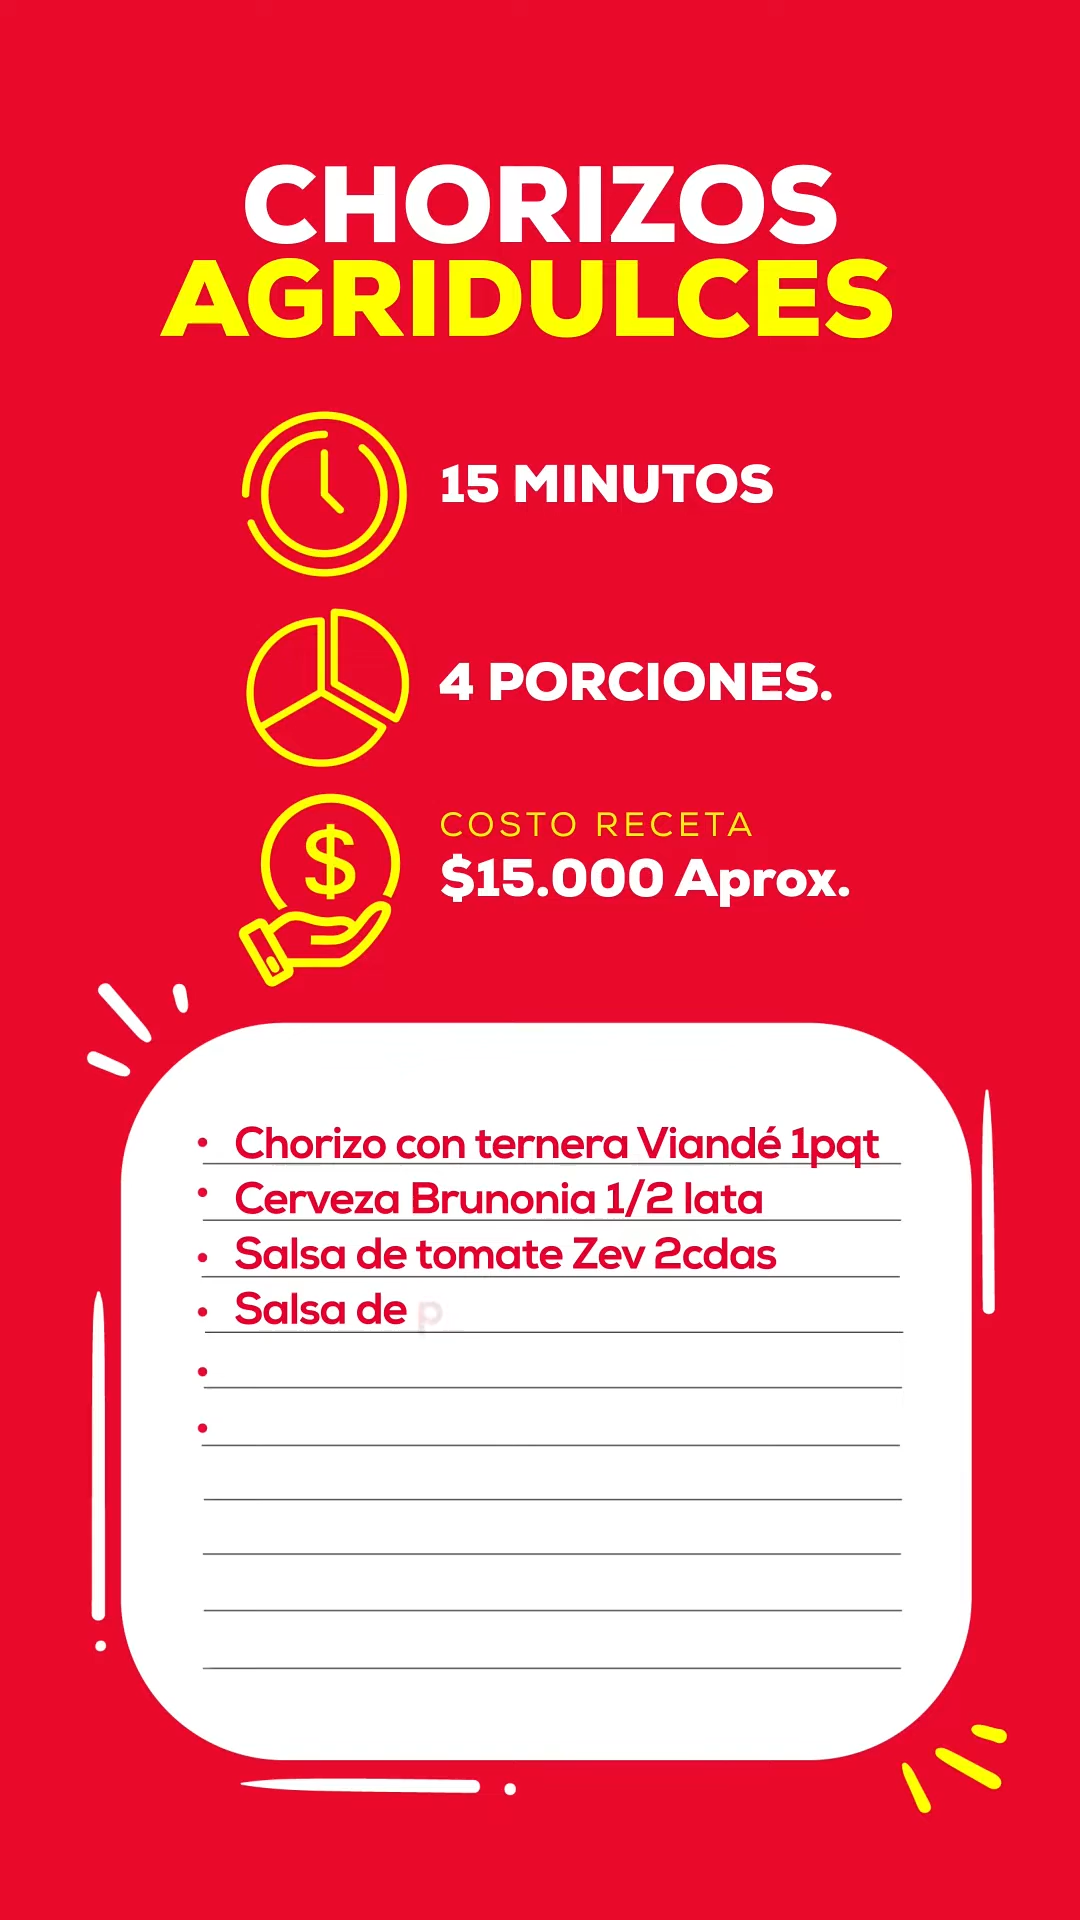 CHORIZOS
AGRIDULCES
15 MINUTOS
4 PORCIONES.
COSTO RECETA
$15.000 Aprox.
• Chorizo con ternera Viandé 1pqt
• Cerveza Brunonia 1/2 lata
• Salsa de tomate Zev 2cdas
• Salsa de p